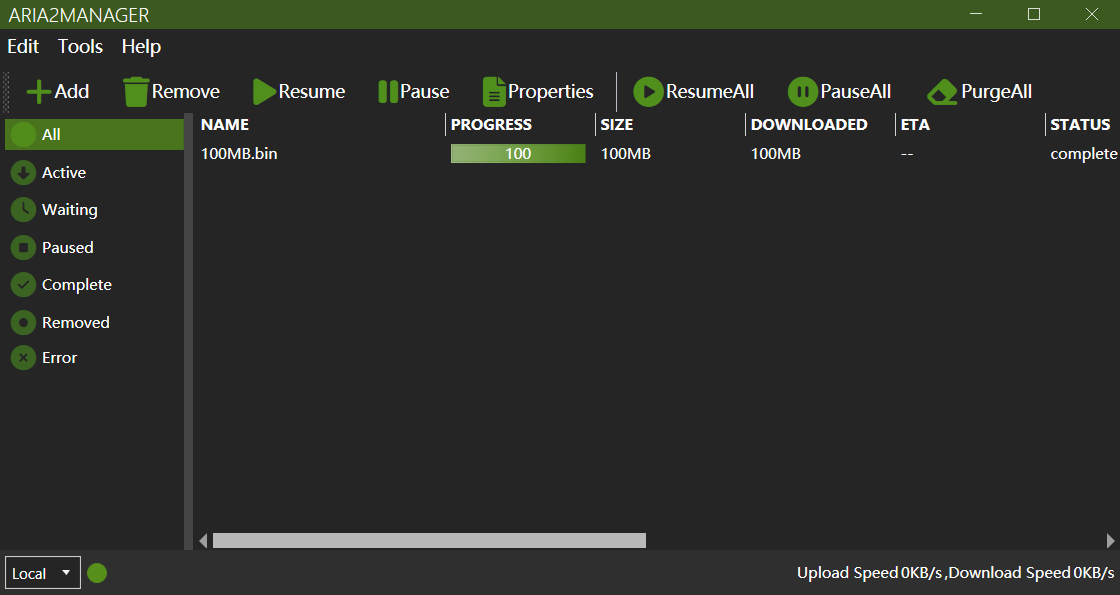 ARIA2MANAGER
Edit Tools Help
Add Remove Resume Pause Properties ResumeAll PauseAll PurgeAll
All
Active
Waiting
Paused
Complete
Removed
Error
NAME PROGRESS SIZE DOWNLOADED ETA STATUS
100MB.bin 100 100MB 100MB -- complete
Local
Upload Speed 0KB/s ,Download Speed 0KB/s